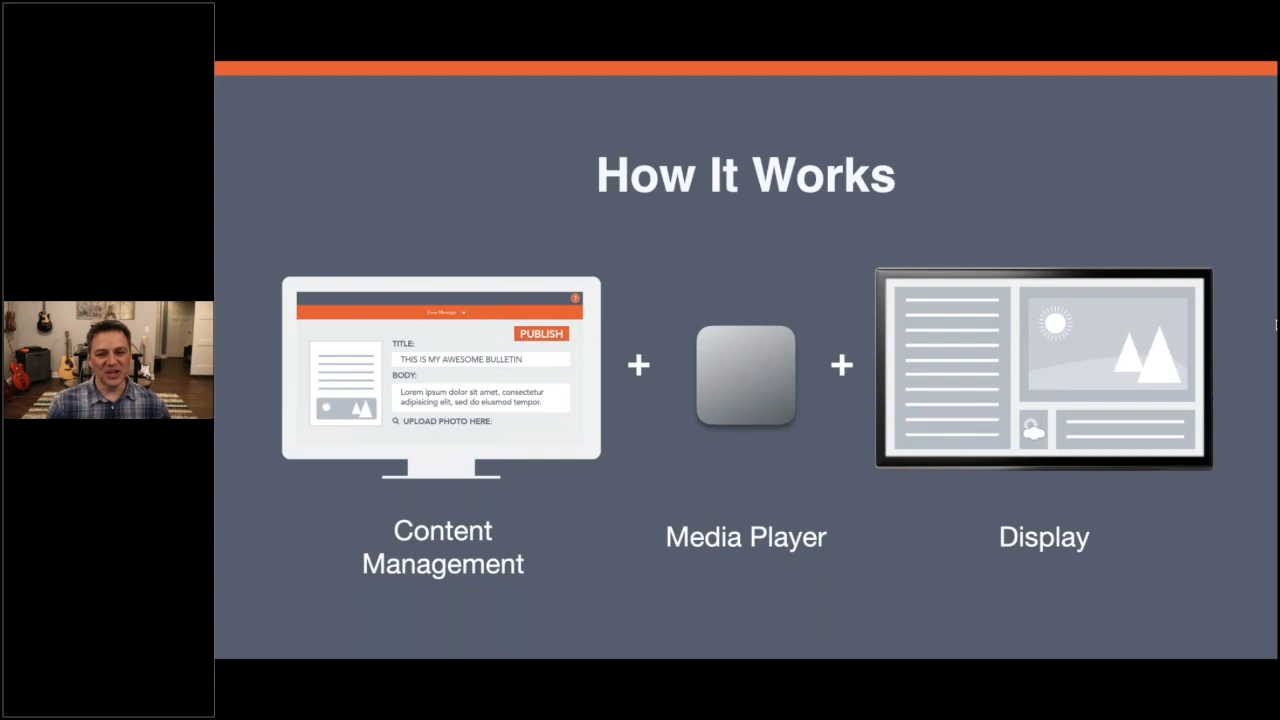 How It Works
PUBLISH
TITLE:
THIS IS MY AWESOME BULLETIN
BODY:
Lorem ipsum dolor sit amet, consectetur
adipiscing elit, sed do eiusmod tempor.
UPLOAD PHOTO HERE:
+
+
Content
Management
Media Player
Display